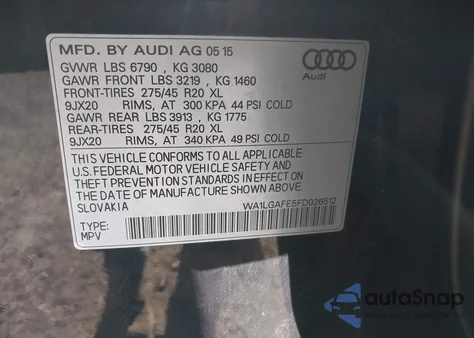 MFD. BY AUDI AG 05 15
GVWR LBS 6790 , KG 3080
GAWR FRONT LBS 3219 , KG 1460
FRONT-TIRES 275/45 R20 XL
9JX20 RIMS, AT 300 KPA 44 PSI COLD
GAWR REAR LBS 3913 , KG 1775
REAR-TIRES 275/45 R20 XL
9JX20 RIMS, AT 340 KPA 49 PSI COLD
THIS VEHICLE CONFORMS TO ALL APPLICABLE
U.S. FEDERAL MOTOR VEHICLE SAFETY AND
THEFT PREVENTION STANDARDS IN EFFECT ON
THE DATE OF MANUFACTURE SHOWN ABOVE.
SLOVAKIA WA1LGAFE5FD026512
TYPE:
MPV
Audi
autoSnap